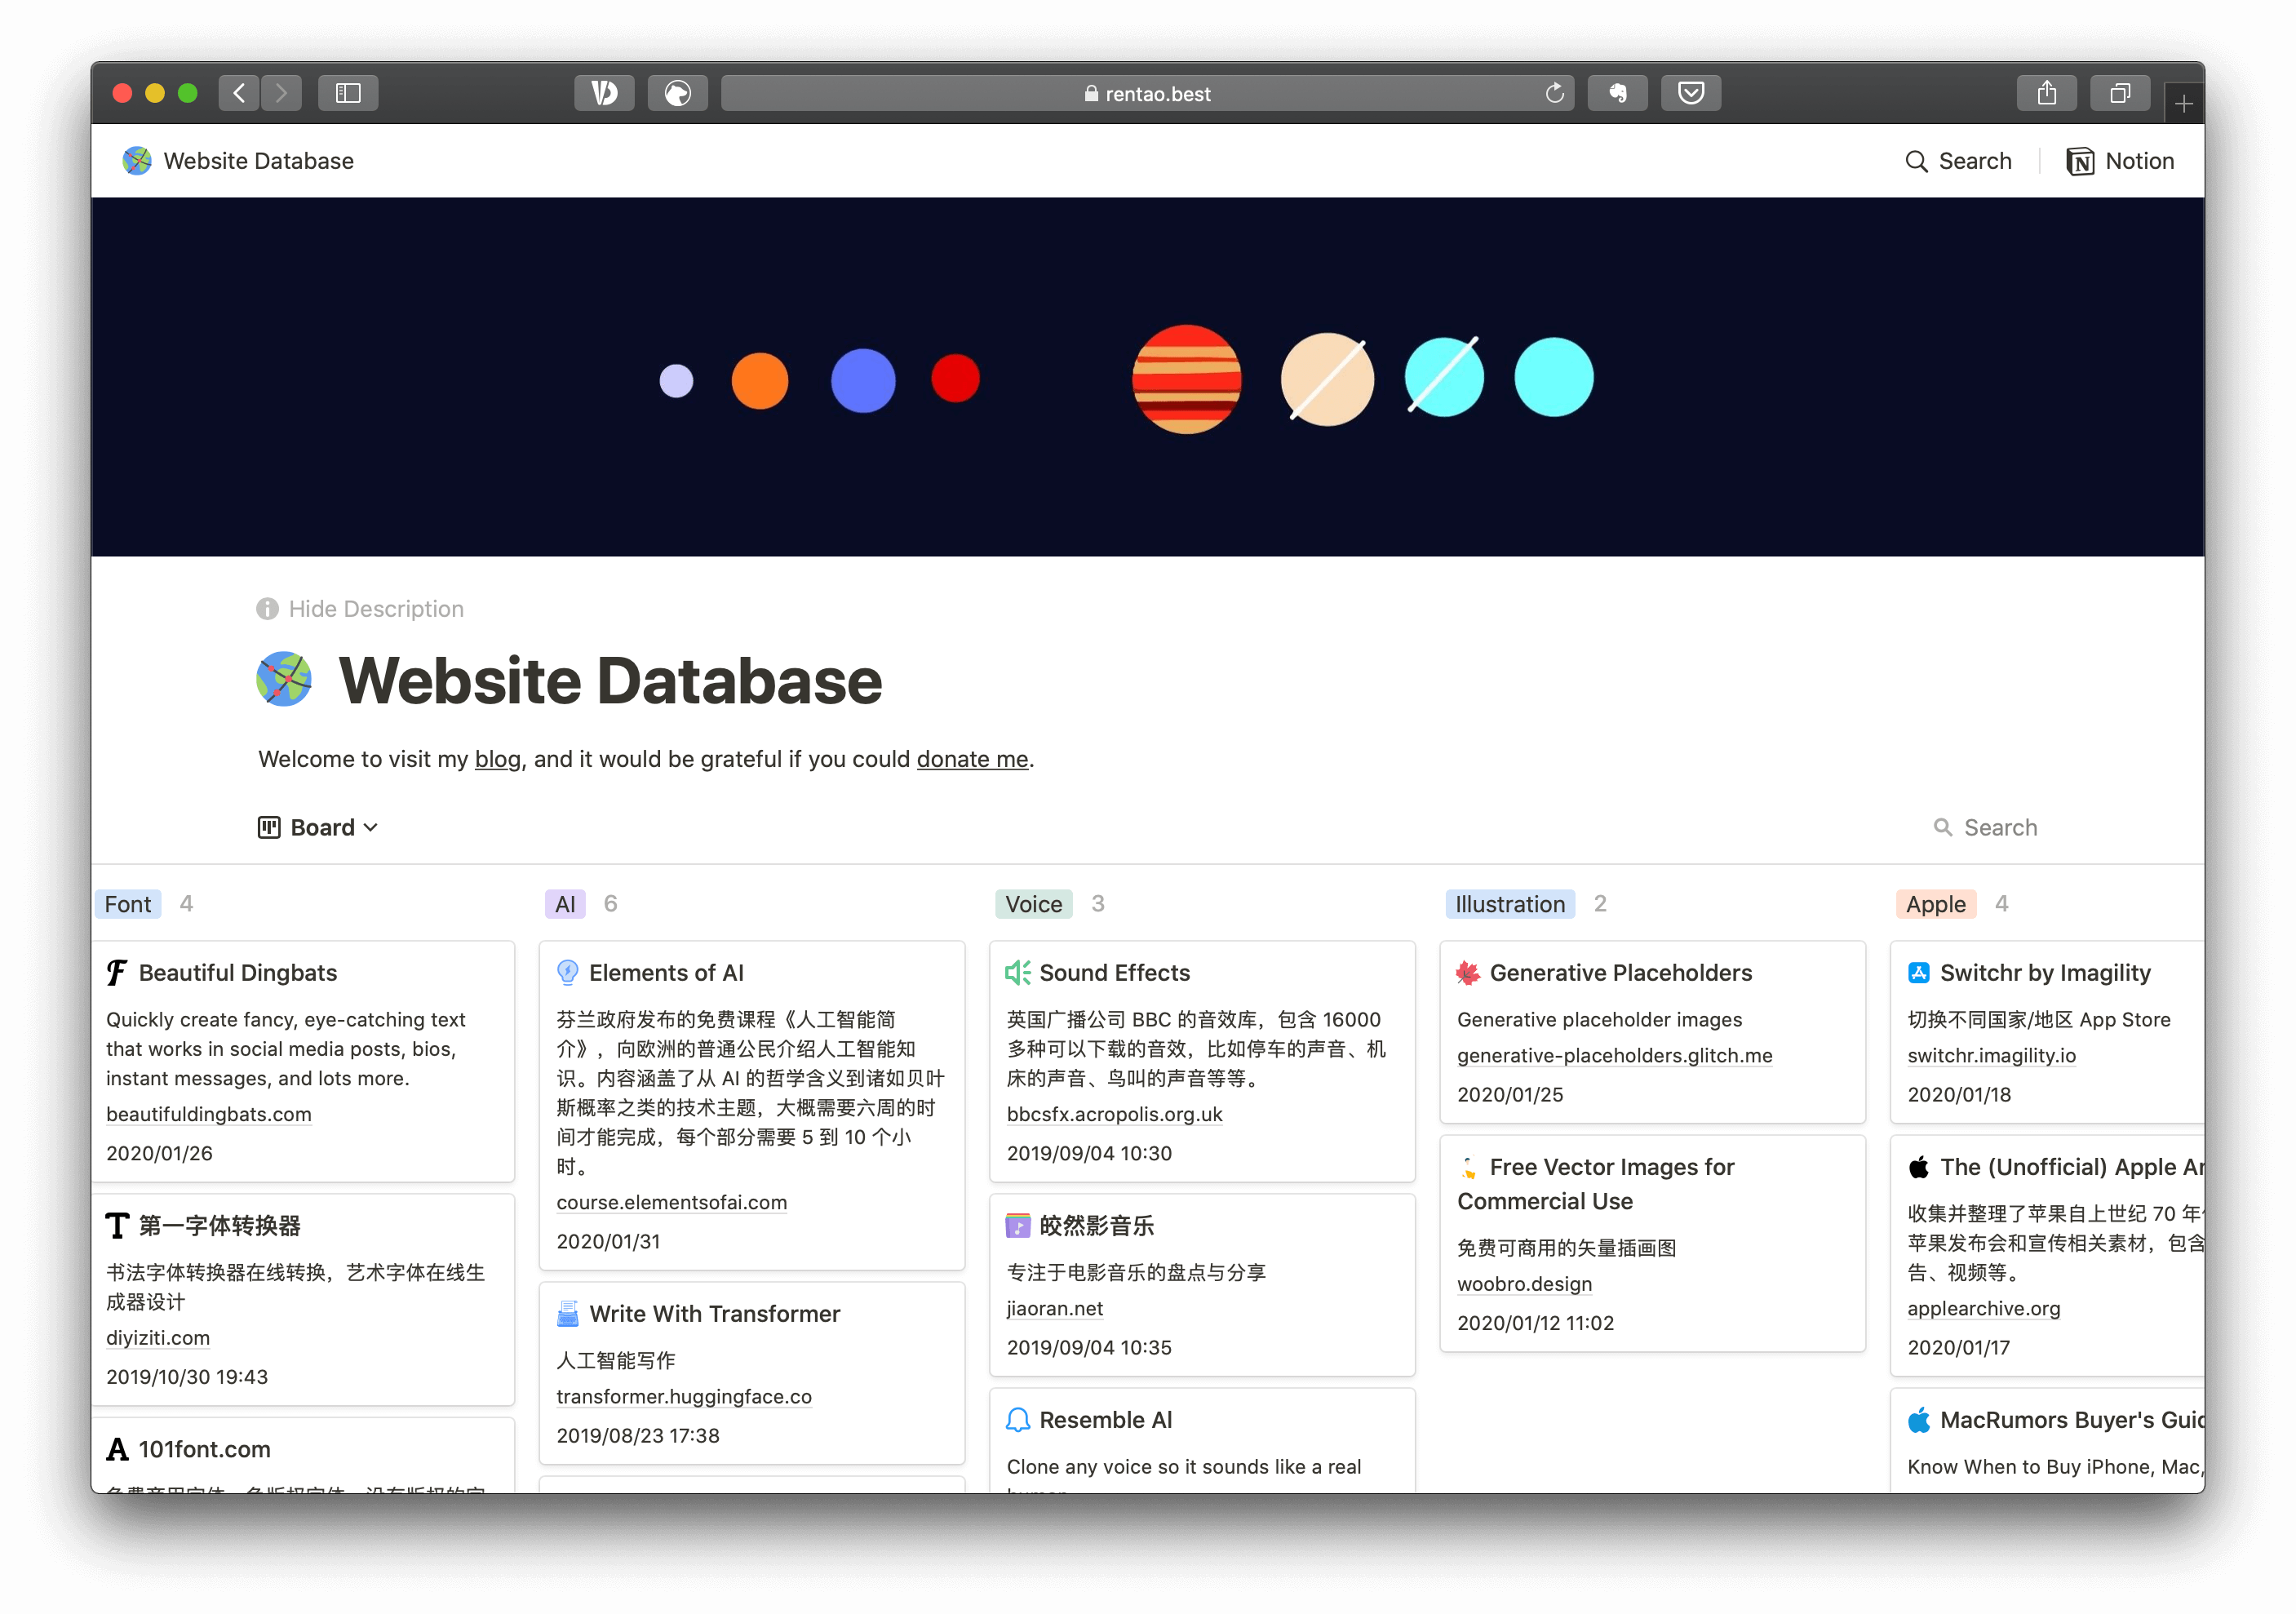 rentao.best
Website Database
Search
Notion
Hide Description
Website Database
Welcome to visit my blog, and it would be grateful if you could donate me.
Board
Search
Font 4
Beautiful Dingbats
Quickly create fancy, eye-catching text
that works in social media posts, bios,
instant messages, and lots more.
beautifuldingbats.com
2020/01/26
第一字体转换器
书法字体转换器在线转换，艺术字体在线生
成器设计
diyiziti.com
2019/10/30 19:43
101font.com
AI 6
Elements of AI
芬兰政府发布的免费课程《人工智能简
介》，向欧洲的普通公民介绍人工智能知
识。内容涵盖了从 AI 的哲学含义到诸如贝叶
斯概率之类的技术主题，大概需要六周的时
间才能完成，每个部分需要 5 到 10 个小
时。
course.elementsofai.com
2020/01/31
Write With Transformer
人工智能写作
transformer.huggingface.co
2019/08/23 17:38
Voice 3
Sound Effects
英国广播公司 BBC 的音效库，包含 16000
多种可以下载的音效，比如停车的声音、机
床的声音、鸟叫的声音等等。
bbcsfx.acropolis.org.uk
2019/09/04 10:30
皎然影音乐
专注于电影音乐的盘点与分享
jiaoran.net
2019/09/04 10:35
Resemble AI
Clone any voice so it sounds like a real
Illustration 2
Generative Placeholders
Generative placeholder images
generative-placeholders.glitch.me
2020/01/25
Free Vector Images for
Commercial Use
免费可商用的矢量插画图
woobro.design
2020/01/12 11:02
Apple 4
Switchr by Imagility
切换不同国家/地区 App Store
switchr.imagility.io
2020/01/18
The (Unofficial) Apple
收集并整理了苹果自上世纪 70 年
苹果发布会和宣传相关素材，包含
告、视频等。
applearchive.org
2020/01/17
MacRumors Buyer's
Know When to Buy iPhone, Mac,